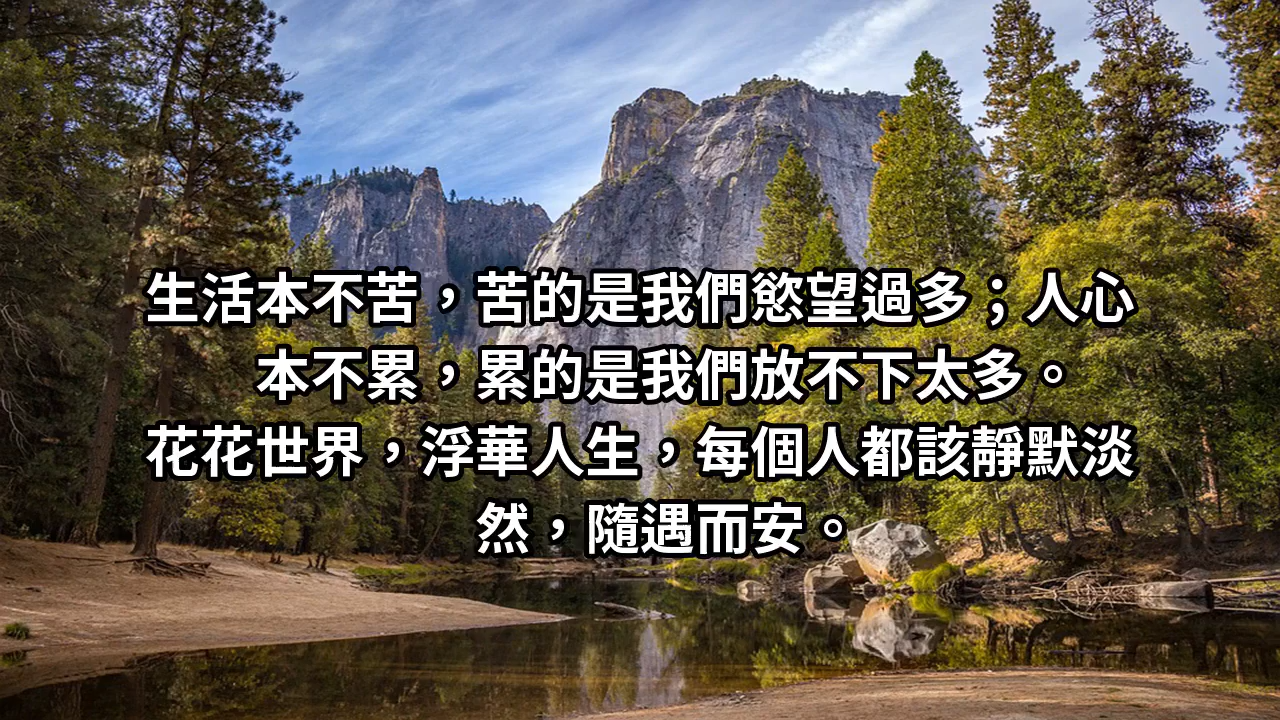 生活本不苦，苦的是我們慾望過多；人心
本不累，累的是我們放不下太多。
花花世界，浮華人生，每個人都該靜默淡
然，隨遇而安。